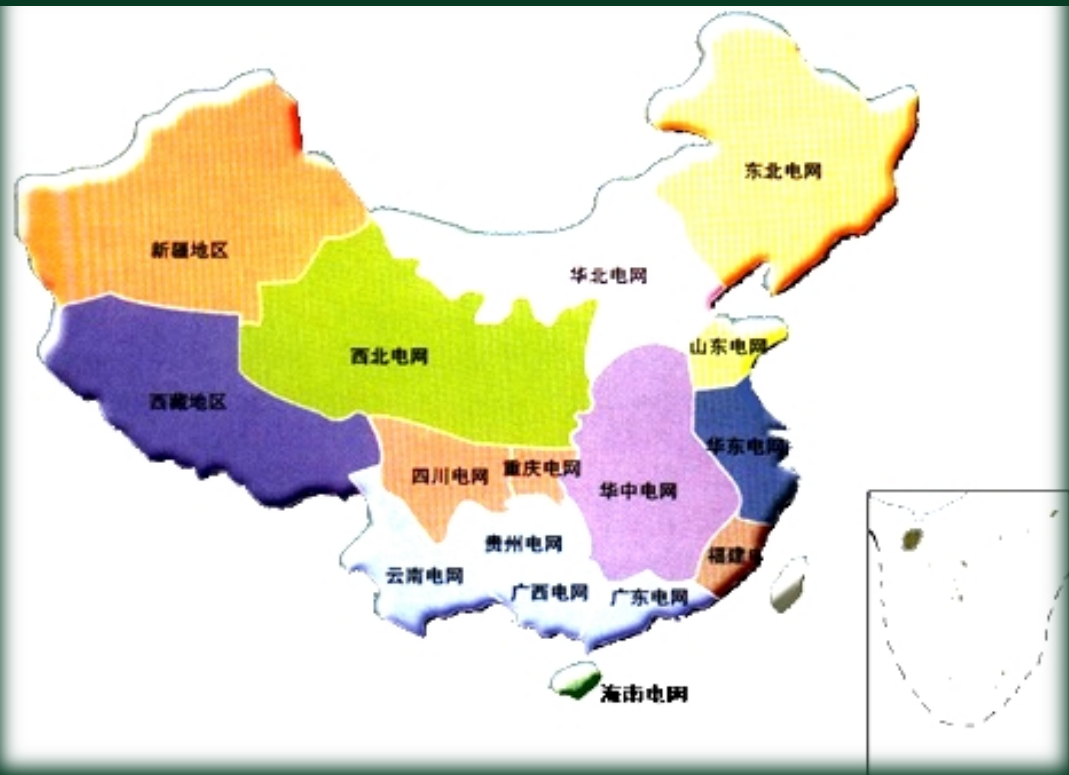 东北电网
新疆地区
华北电网
山东电网
西北电网
西藏地区
华东电网
四川电网
重庆电网
华中电网
贵州电网
福建
云南电网
广西电网
广东电网
海南电网